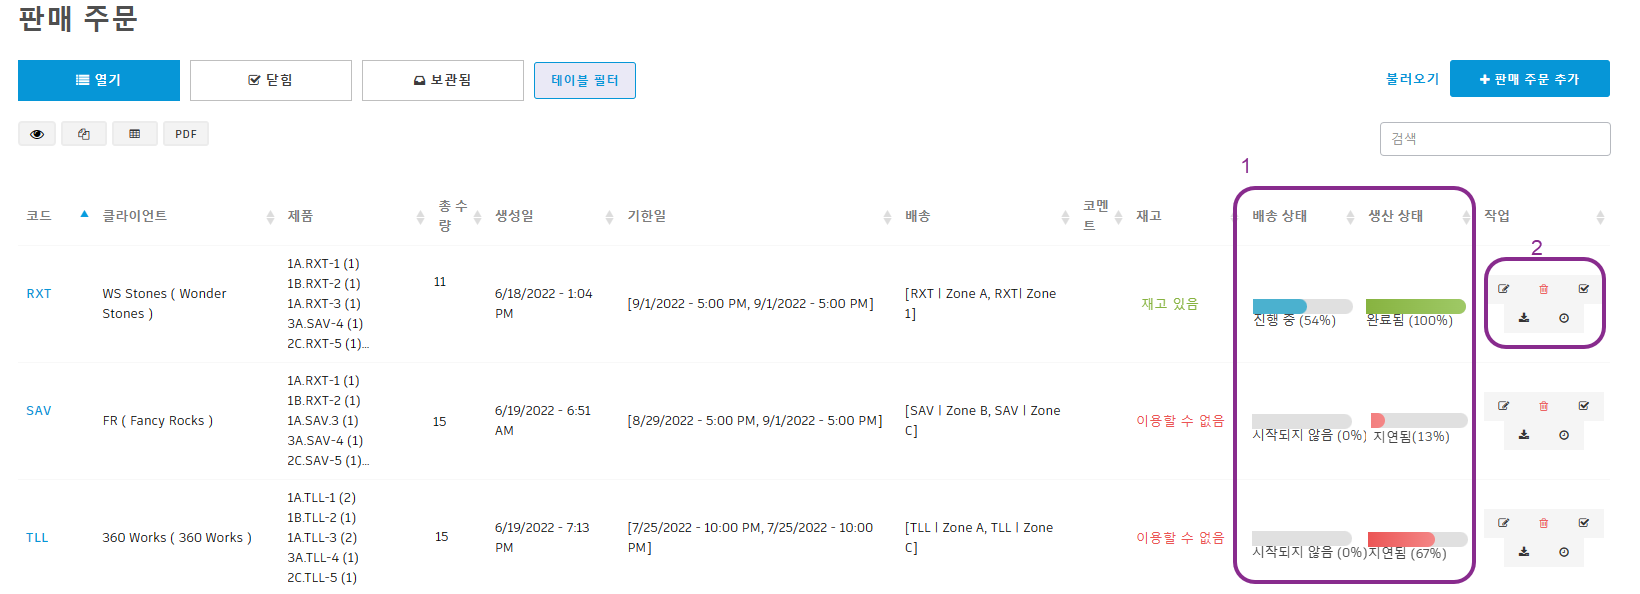 판매 주문
열기
닫힘
보관됨
테이블 필터
불러오기
판매 주문 추가
PDF
검색
1
코드
클라이언트
제품
총 수
량
생성일
기한일
배송
코멘
트
재고
배송 상태
생산 상태
작업
2
RXT
WS Stones ( Wonder
Stones )
1A.RXT-1 (1)
1B.RXT-2 (1)
1A.RXT-3 (1)
3A.SAV-4 (1)
2C.RXT-5 (1)...
11
6/18/2022 - 1:04
PM
[9/1/2022 - 5:00 PM, 9/1/2022 - 5:00 PM]
[RXT | Zone A, RXT| Zone
1]
재고 있음
진행 중 (54%)
완료됨 (100%)
SAV
FR ( Fancy Rocks )
1A.RXT-1 (1)
1B.RXT-2 (1)
1A.SAV.3 (1)
3A.SAV-4 (1)
2C.SAV-5 (1)...
15
6/19/2022 - 6:51
AM
[8/29/2022 - 5:00 PM, 9/1/2022 - 5:00 PM]
[SAV | Zone B, SAV | Zone
C]
이용할 수 없음
시작되지 않음 (0%)
지연됨(13%)
TLL
360 Works ( 360 Works )
1A.TLL-1 (2)
1B.TLL-2 (1)
1A.TLL-3 (2)
3A.TLL-4 (1)
2C.TLL-5 (1)
15
6/19/2022 - 7:13
PM
[7/25/2022 - 10:00 PM, 7/25/2022 - 10:00
PM]
[TLL | Zone A, TLL | Zone
C]
이용할 수 없음
시작되지 않음 (0%)
지연됨 (67%)